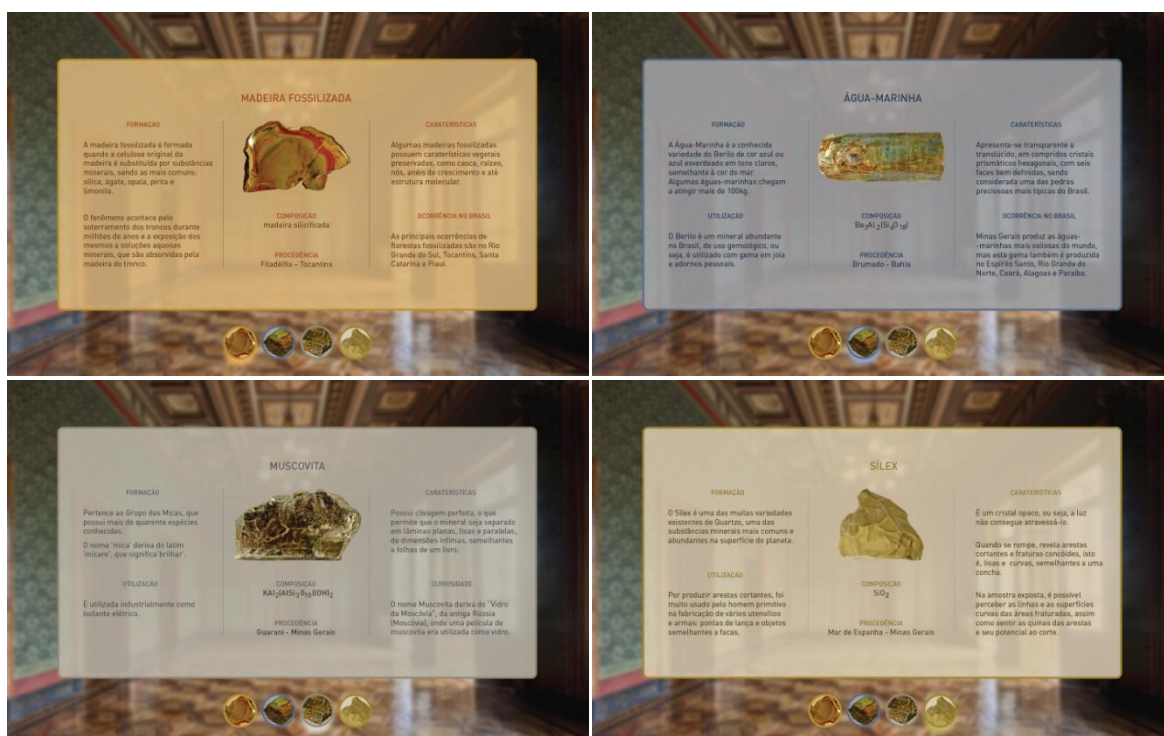 MADEIRA FOSSILIZADA
FORMAÇÃO
A madeira fossilizada é formada
quando a celulose original da
madeira é substituída por substâncias
minerais, sendo as mais comuns:
sílica, ágata, opala, pirita e
limonita.
O fenômeno acontece pelo
soterramento dos troncos durante
milhões de anos e a exposição dos
mesmos a soluções aquosas
minerais, que são absorvidas pela
madeira do tronco.
COMPOSIÇÃO
madeira silicificada
PROCEDÊNCIA
Filadélfia – Tocantins
CARATERÍSTICAS
Algumas madeiras fossilizadas
possuem caraterísticas vegetais
preservadas, como casca, raízes,
nós, anéis de crescimento e até
estrutura molecular.
OCORRÊNCIA NO BRASIL
As principais ocorrências de
florestas fossilizadas são no Rio
Grande do Sul, Tocantins, Santa
Catarina e Piauí.
ÁGUA-MARINHA
FORMAÇÃO
A Água-Marinha é a conhecida
variedade do Berilo de cor azul ou
azul esverdeado em tons claros,
semelhante à cor do mar.
Algumas águas-marinhas chegam
a atingir mais de 100kg.
UTILIZAÇÃO
O Berilo é um mineral abundante
no Brasil, de uso gemológico, ou
seja, é utilizado com gema em joia
e adornos pessoais.
COMPOSIÇÃO
Be3Al2(Si6O18)
PROCEDÊNCIA
Brumado - Bahia
CARATERÍSTICAS
Apresenta-se transparente a
translúcido, em compridos cristais
prismáticos hexagonais, com seis
faces bem definidas, sendo
considerada uma das pedras
preciosas mais típicas do Brasil.
OCORRÊNCIA NO BRASIL
Minas Gerais produz as águas-
-marinhas mais valiosas do mundo,
mas esta gema também é produzida
no Espírito Santo, Rio Grande do
Norte, Ceará, Alagoas e Paraíba.
MUSCOVITA
FORMAÇÃO
Pertence ao Grupo das Micas, que
possui mais de quarenta espécies
conhecidas.
O nome 'mica' deriva do latim
'micare', que significa 'brilhar'.
UTILIZAÇÃO
É utilizada industrialmente como
isolante elétrico.
COMPOSIÇÃO
KAl2(AlSi3O10)(OH)2
PROCEDÊNCIA
Guarani - Minas Gerais
CARATERÍSTICAS
Possui clivagem perfeita, o que
permite que o mineral seja separado
em lâminas planas, lisas e paralelas,
de dimensões ínfimas, semelhantes
a folhas de um livro.
CURIOSIDADE
O nome Muscovita deriva do "Vidro
da Moscóvia", da antiga Rússia
(Moscóvia), onde uma película de
muscovita era utilizada como vidro.
SÍLEX
FORMAÇÃO
O Sílex é uma das muitas variedades
existentes de Quartzo, uma das
substâncias minerais mais comuns e
abundantes na superfície do planeta.
UTILIZAÇÃO
Por produzir arestas cortantes, foi
muito usado pelo homem primitivo
na fabricação de vários utensílios
e armas: pontas de lança e objetos
semelhantes a facas.
COMPOSIÇÃO
SiO2
PROCEDÊNCIA
Mar de Espanha - Minas Gerais
CARATERÍSTICAS
É um cristal opaco, ou seja, a luz
não consegue atravessá-lo.
Quando se rompe, revela arestas
cortantes e fraturas concóides, isto
é, lisas e curvas, semelhantes a uma
concha.
Na amostra exposta, é possível
perceber as linhas e as superfícies
curvas das áreas fraturadas, assim
como sentir as quinas das arestas
e seu potencial ao corte.